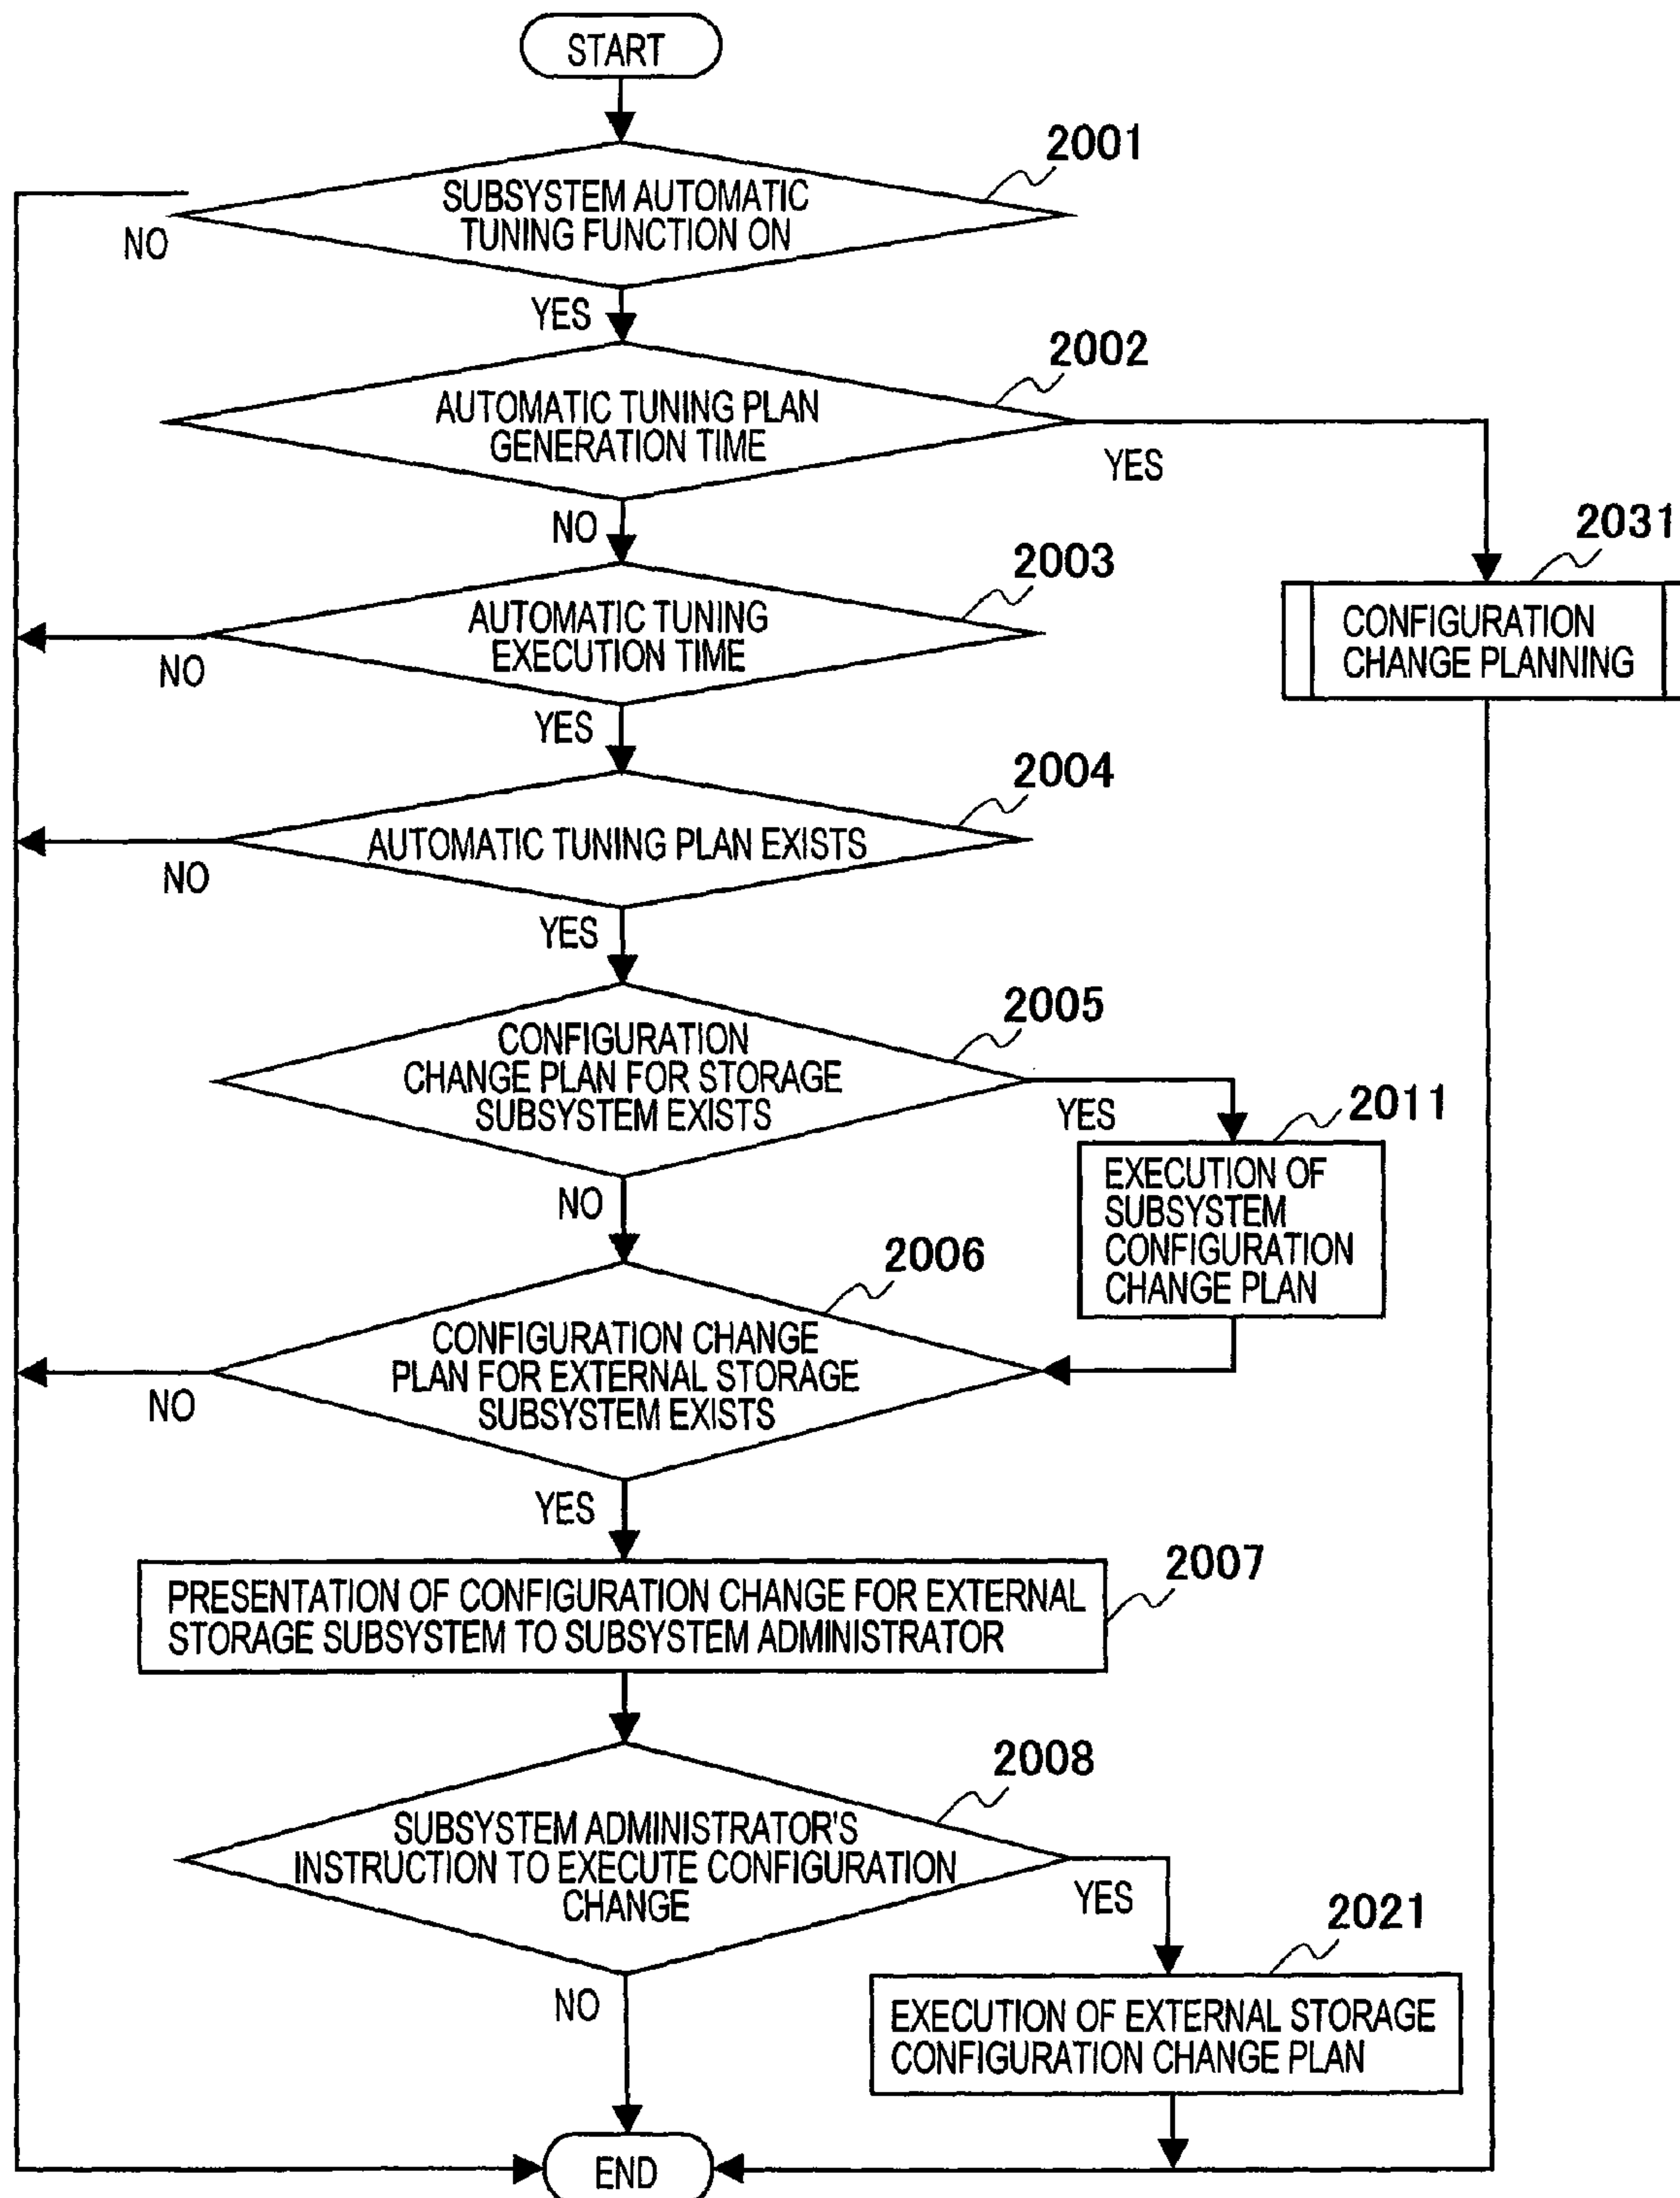 START
2001
SUBSYSTEM AUTOMATIC
TUNING FUNCTION ON
NO
YES
2002
AUTOMATIC TUNING PLAN
GENERATION TIME
YES
NO
2031
CONFIGURATION
CHANGE PLANNING
2003
AUTOMATIC TUNING
EXECUTION TIME
NO
YES
2004
AUTOMATIC TUNING PLAN EXISTS
NO
YES
2005
CONFIGURATION
CHANGE PLAN FOR STORAGE
SUBSYSTEM EXISTS
YES
NO
2011
EXECUTION OF
SUBSYSTEM
CONFIGURATION
CHANGE PLAN
2006
CONFIGURATION CHANGE
PLAN FOR EXTERNAL STORAGE
SUBSYSTEM EXISTS
NO
YES
2007
PRESENTATION OF CONFIGURATION CHANGE FOR EXTERNAL
STORAGE SUBSYSTEM TO SUBSYSTEM ADMINISTRATOR
2008
SUBSYSTEM ADMINISTRATOR'S
INSTRUCTION TO EXECUTE CONFIGURATION
CHANGE
YES
NO
2021
EXECUTION OF EXTERNAL STORAGE
CONFIGURATION CHANGE PLAN
END